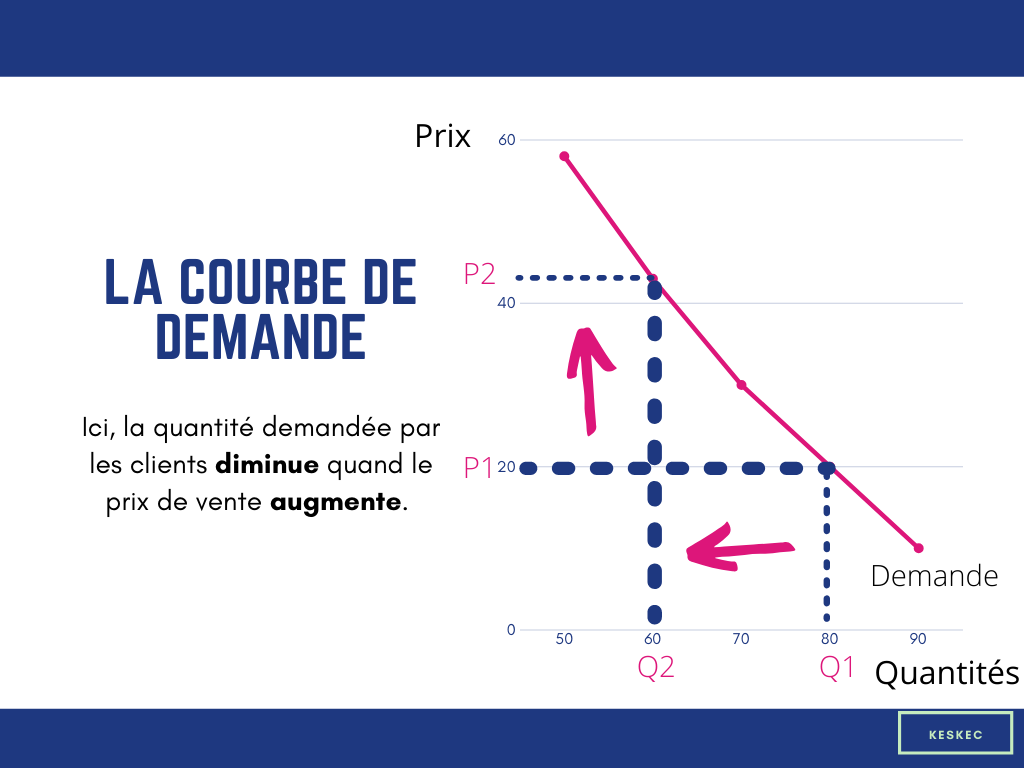 LA COURBE DE
DEMANDE
Ici, la quantité demandée par
les clients diminue quand le
prix de vente augmente.
Prix
60
P2
40
P1 20
0
50 60 70 80 90
Q2 Q1
Demande
Quantités
KESKEC